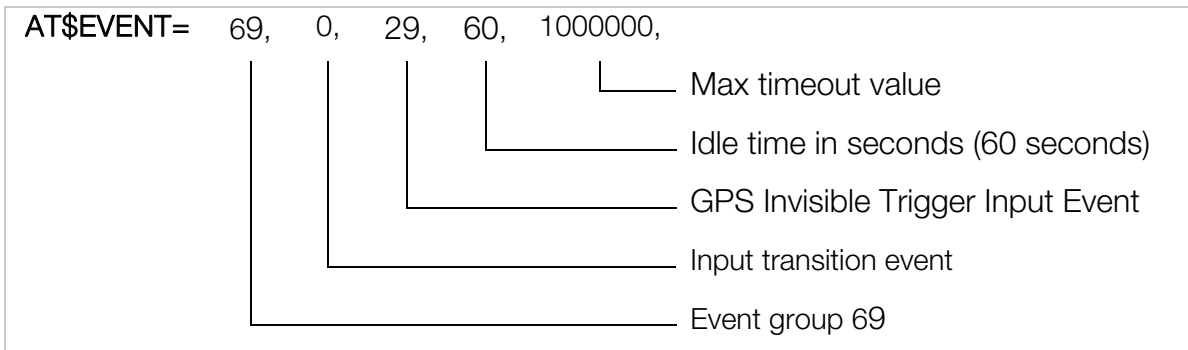 AT$EVENT= 69, 0, 29, 60, 1000000,
Max timeout value
Idle time in seconds (60 seconds)
GPS Invisible Trigger Input Event
Input transition event
Event group 69